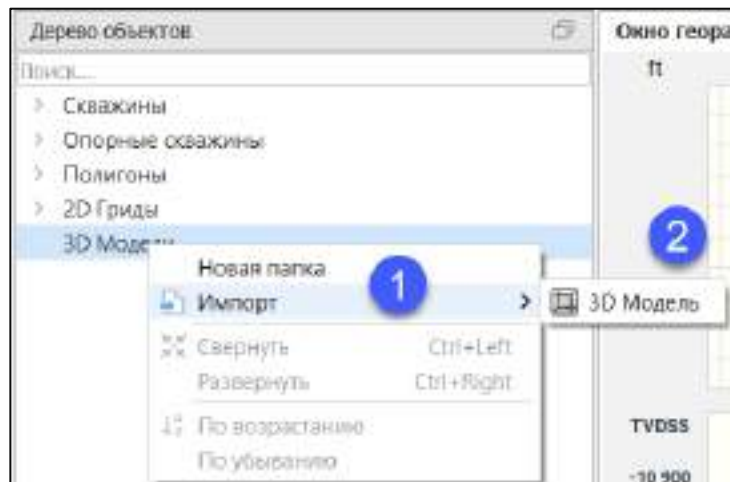 Дерево объектов
Окно геора
Поиск...
ft
Скважины
Опорные скважины
Полигоны
2D Гриды
3D Модели
2
Новая папка
1
Импорт
3D Модель
Свернуть Ctrl+Left
Развернуть Ctrl+Right
По возрастанию
TVDSS
По убыванию
-10 900